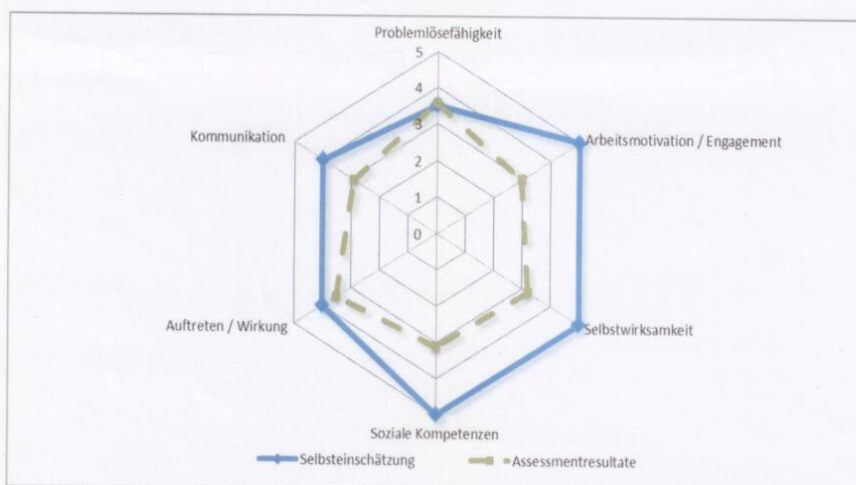 Problemlösefähigkeit
5
4
3
2
1
0
Kommunikation
Arbeitsmotivation / Engagement
Auftreten / Wirkung
Selbstwirksamkeit
Soziale Kompetenzen
Selbsteinschätzung
Assessmentresultate